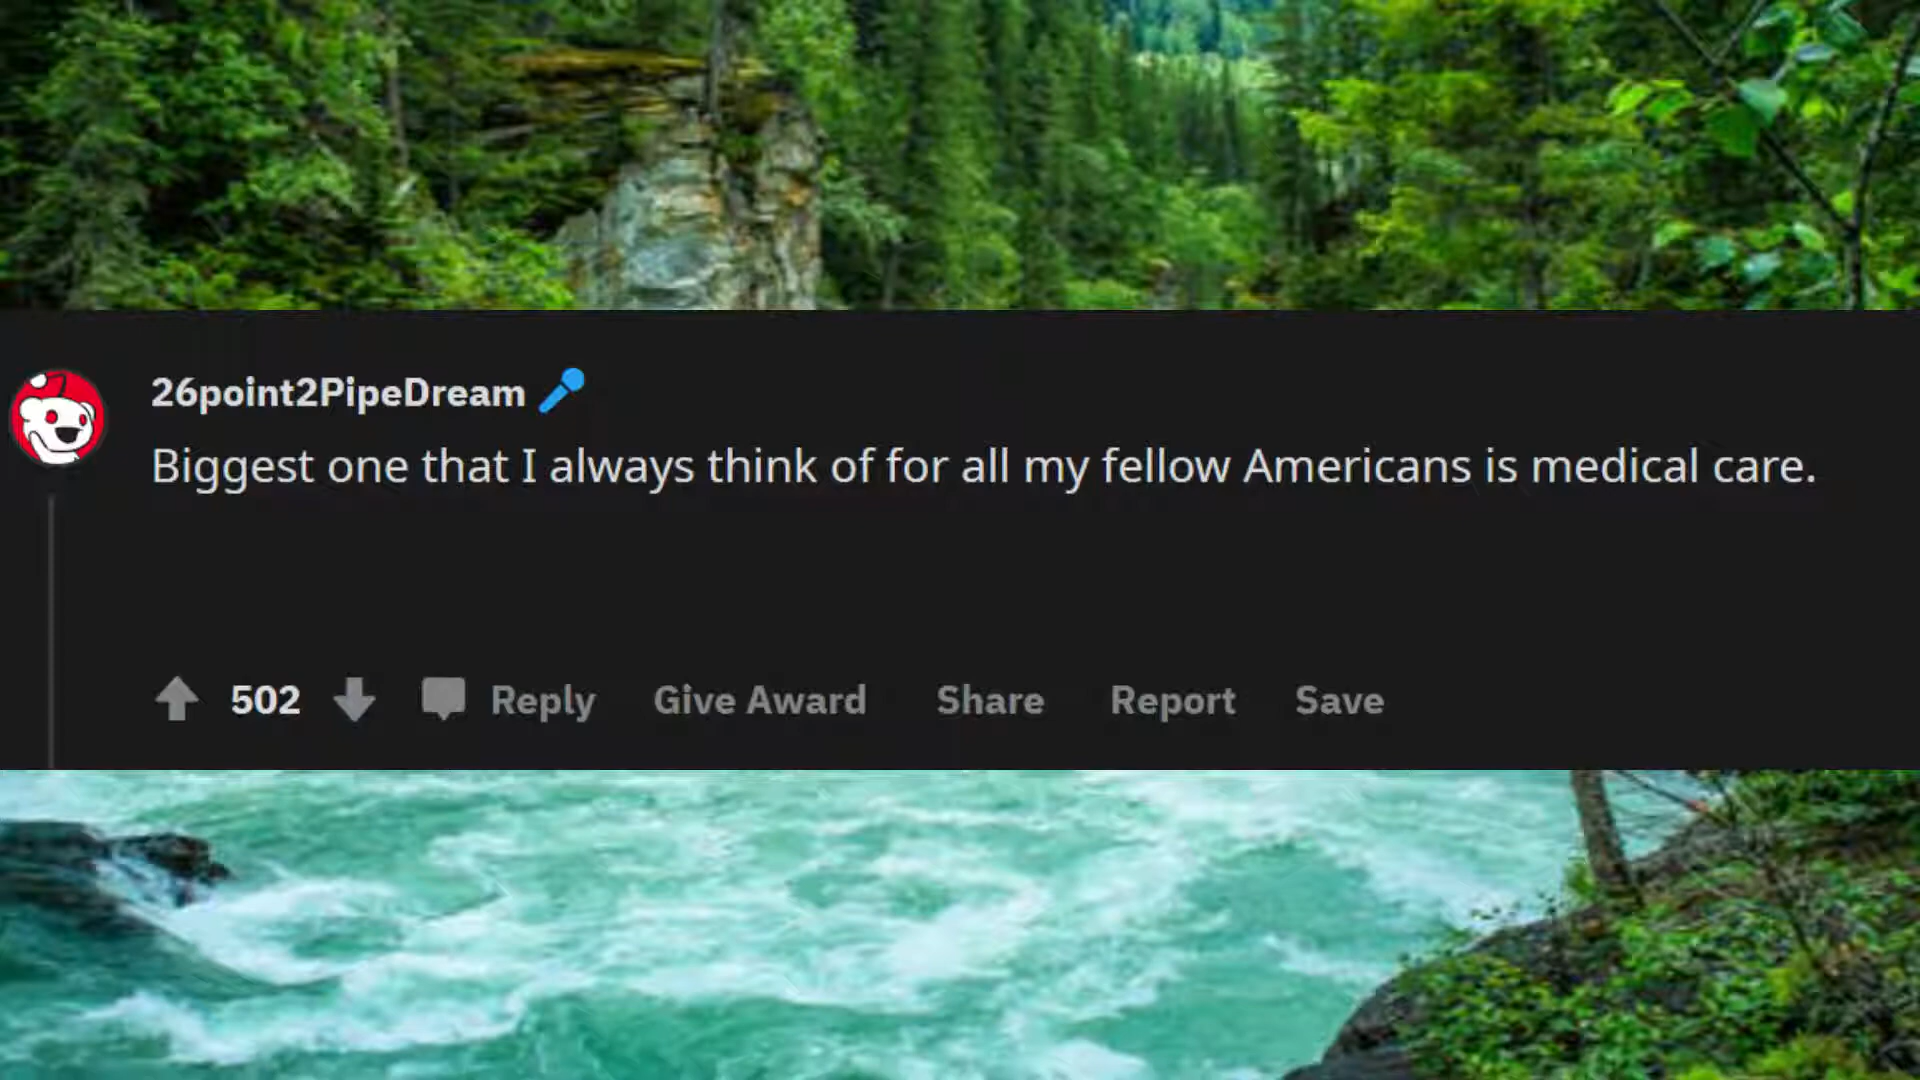 26point2PipeDream
Biggest one that I always think of for all my fellow Americans is medical care.
502 Reply Give Award Share Report Save